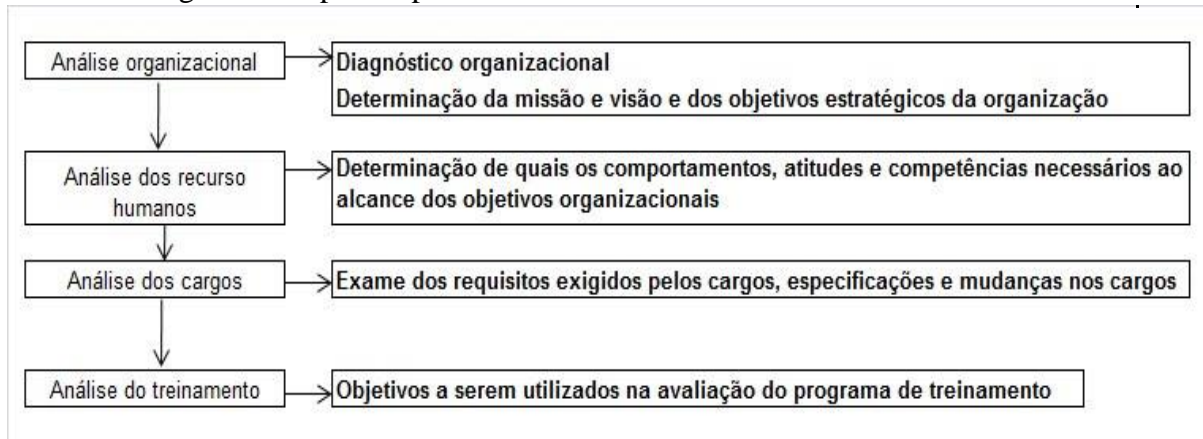 Análise organizacional
Diagnóstico organizacional
Determinação da missão e visão e dos objetivos estratégicos da organização
Análise dos recurso
humanos
Determinação de quais os comportamentos, atitudes e competências necessários ao
alcance dos objetivos organizacionais
Análise dos cargos
Exame dos requisitos exigidos pelos cargos, especificações e mudanças nos cargos
Análise do treinamento
Objetivos a serem utilizados na avaliação do programa de treinamento